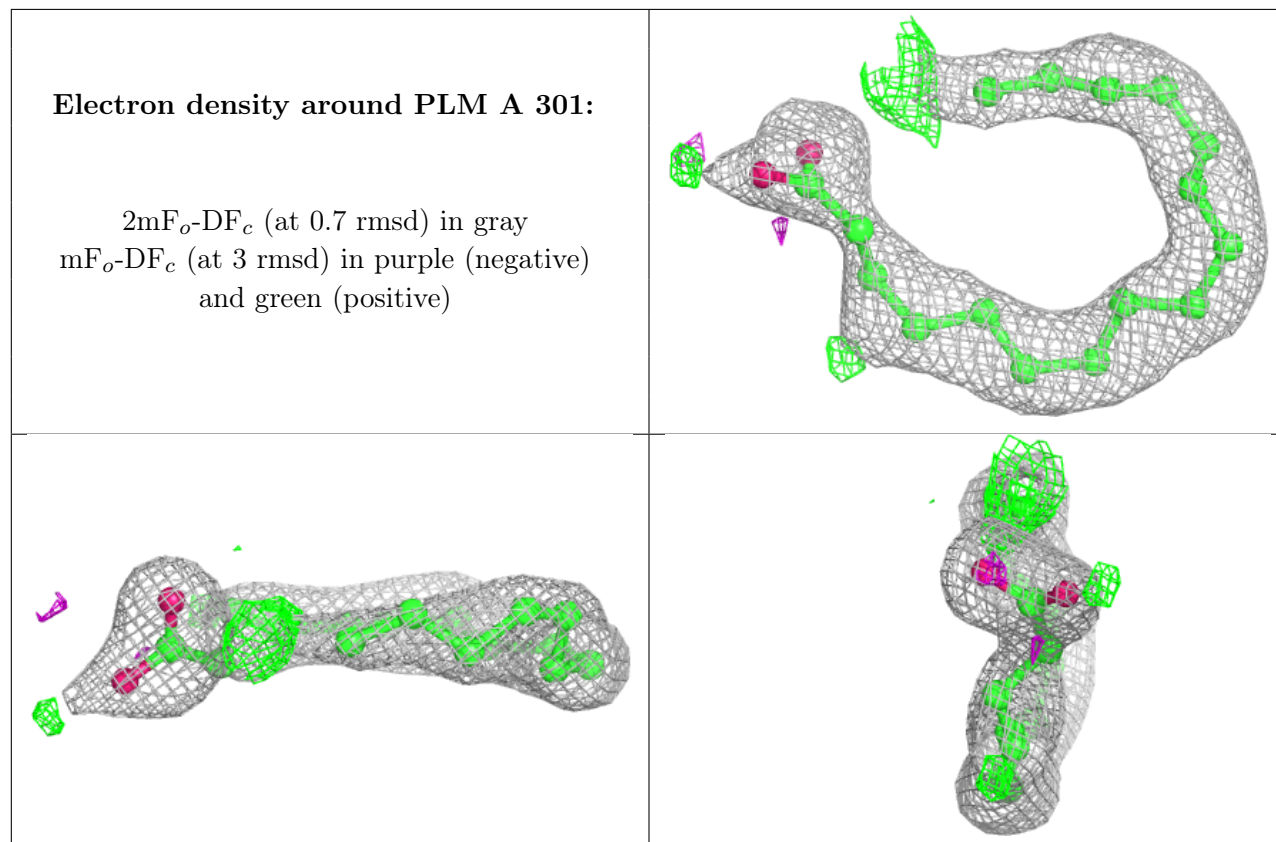 Electron density around PLM A 301:
2mFo-DFc (at 0.7 rmsd) in gray
mFo-DFc (at 3 rmsd) in purple (negative)
and green (positive)